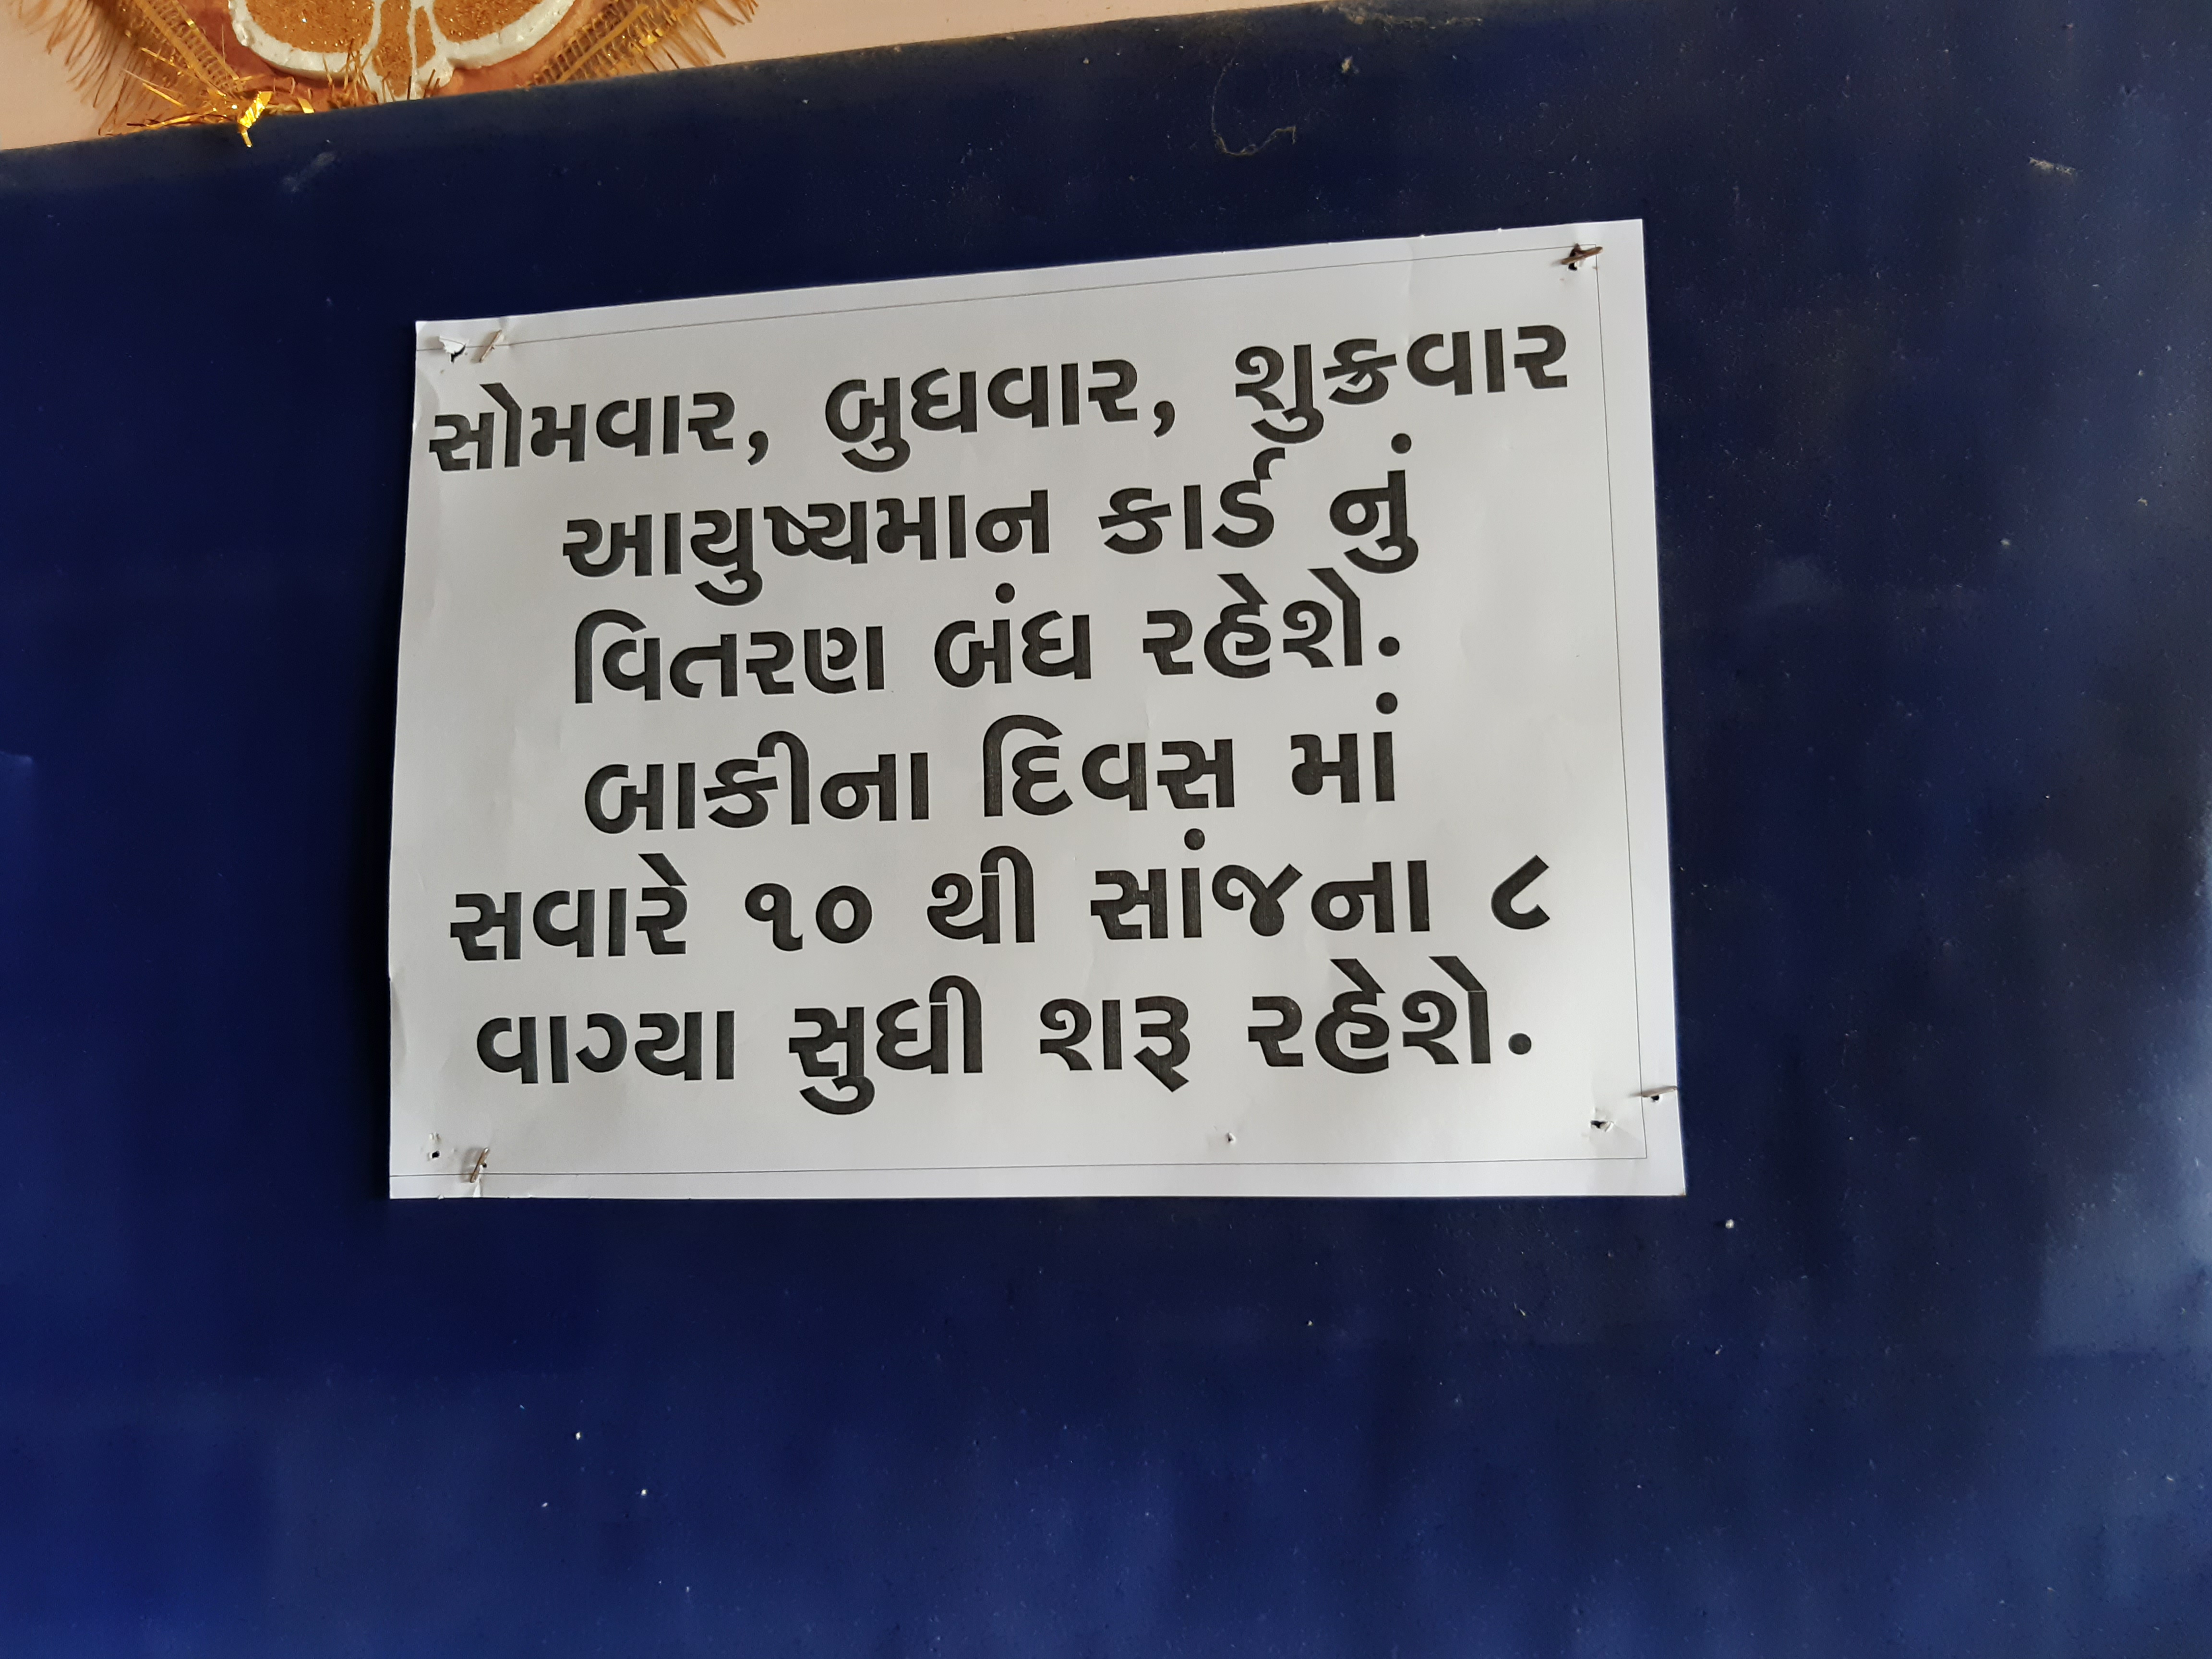 સોમવાર, બુધવાર, શુક્રવાર
આયુષ્યમાન કાર્ડ નું
વિતરણ બંધ રહેશે.
બાકીના દિવસ માં
સવારે ૧૦ થી સાંજના ૮
વાગ્યા સુધી શરૂ રહેશે.